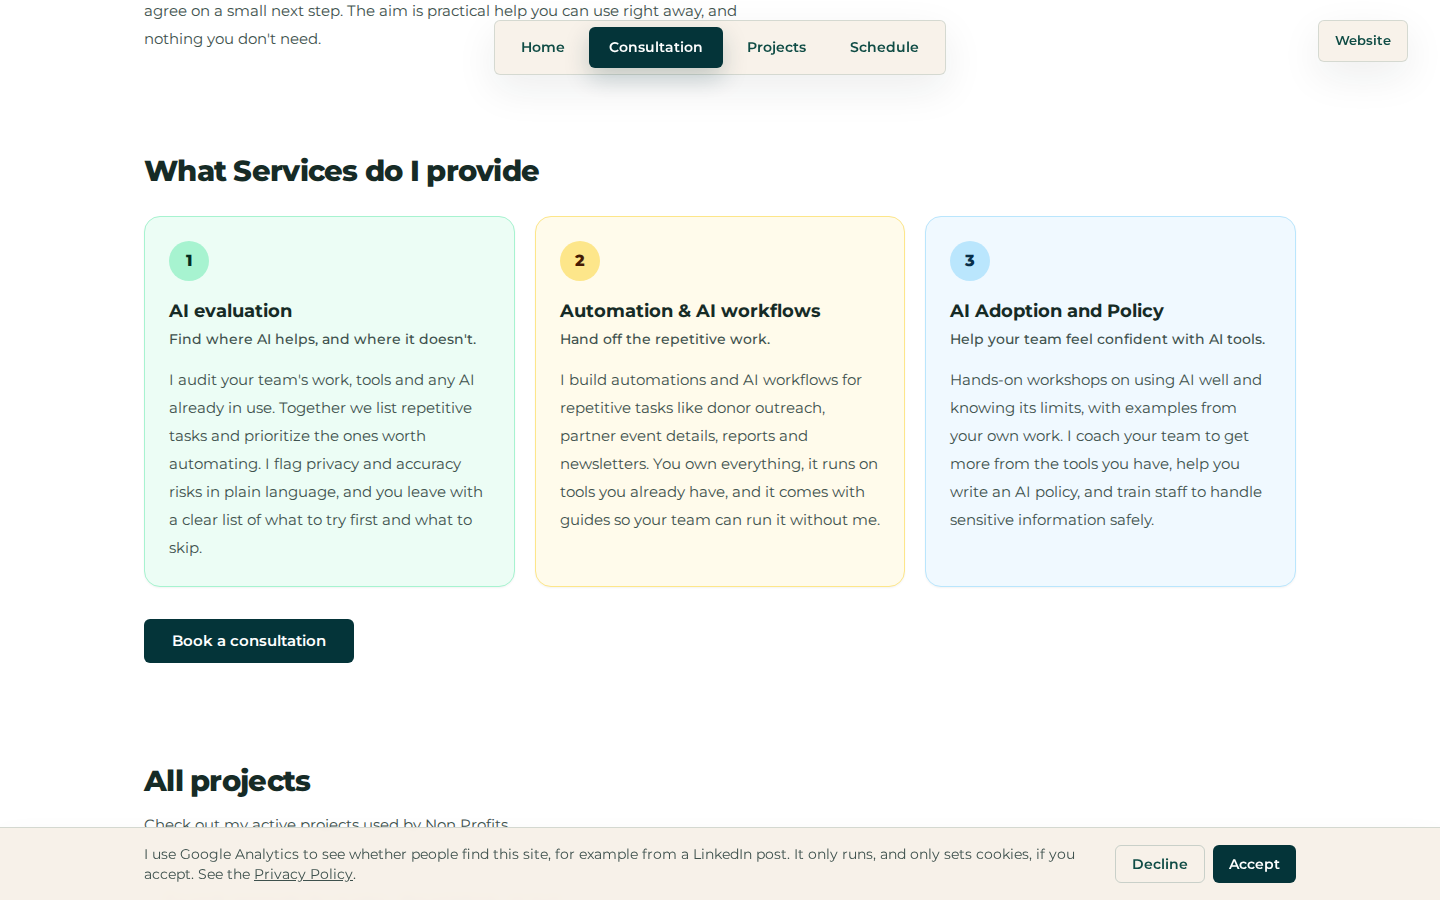 agree on a small next step. The aim is practical help you can use right away, and
nothing you don't need.
Home
Consultation
Projects
Schedule
Website
What Services do I provide
1
AI evaluation
Find where AI helps, and where it doesn't.
I audit your team's work, tools and any AI
already in use. Together we list repetitive
tasks and prioritize the ones worth
automating. I flag privacy and accuracy
risks in plain language, and you leave with
a clear list of what to try first and what to
skip.
2
Automation & AI workflows
Hand off the repetitive work.
I build automations and AI workflows for
repetitive tasks like donor outreach,
partner event details, reports and
newsletters. You own everything, it runs on
tools you already have, and it comes with
guides so your team can run it without me.
3
AI Adoption and Policy
Help your team feel confident with AI tools.
Hands-on workshops on using AI well and
knowing its limits, with examples from
your own work. I coach your team to get
more from the tools you have, help you
write an AI policy, and train staff to handle
sensitive information safely.
Book a consultation
All projects
Check out my active projects used by Non Profits
I use Google Analytics to see whether people find this site, for example from a LinkedIn post. It only runs, and only sets cookies, if you
accept. See the Privacy Policy.
Decline
Accept